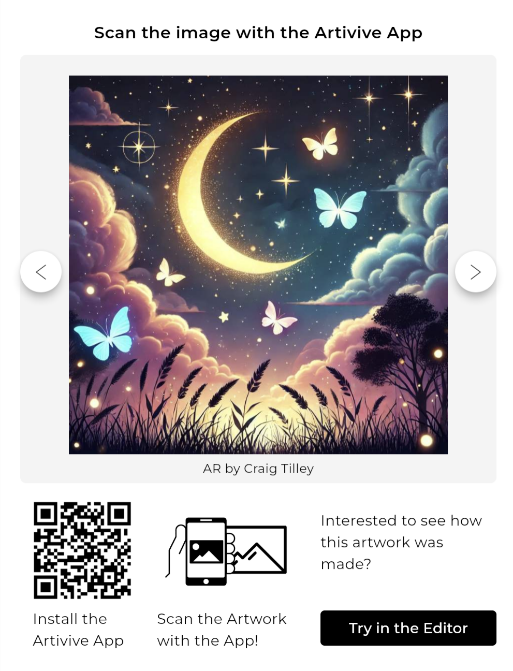 Scan the image with the Artivive App
AR by Craig Tilley
Install the
Artivive App
Scan the Artwork
with the App!
Interested to see how
this artwork was
made?
Try in the Editor